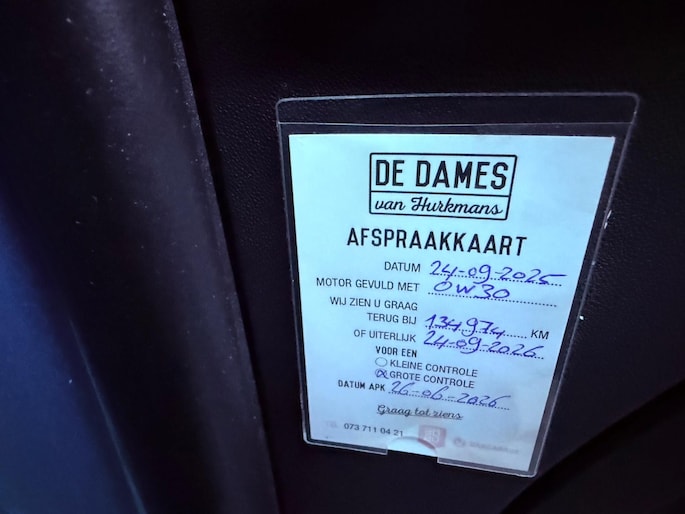 DE DAMES
van Hurkmans
AFSPRAAKKAART
DATUM 24-09-2025
MOTOR GEVULD MET 0W30
WIJ ZIEN U GRAAG
TERUG BIJ 134974 KM
OF UITERLIJK 24-09-2026
VOOR EEN
KLEINE CONTROLE
GROTE CONTROLE
DATUM APK 26-06-2026
Graag tot ziens
TEL 073 711 04 21